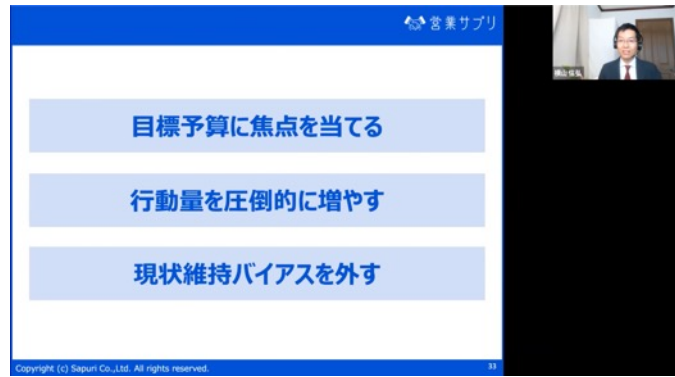 営業サプリ
目標予算に焦点を当てる
行動量を圧倒的に増やす
現状維持バイアスを外す
Copyright (c) Sapuri Co.,Ltd. All rights reserved.
33